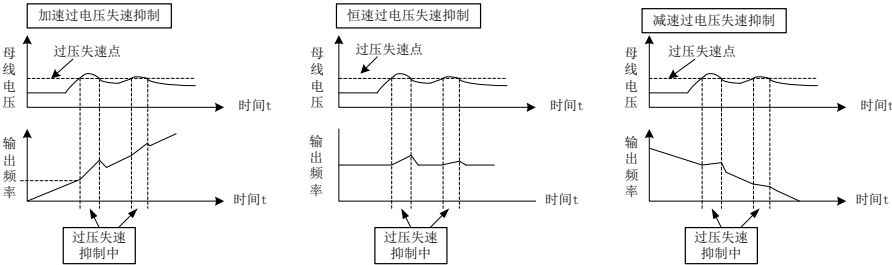 加速过电压失速抑制
母线电压
过压失速点
时间t
输出频率
时间t
过压失速
抑制中
恒速过电压失速抑制
母线电压
过压失速点
时间t
输出频率
时间t
过压失速
抑制中
减速过电压失速抑制
母线电压
过压失速点
时间t
输出频率
时间t
过压失速
抑制中